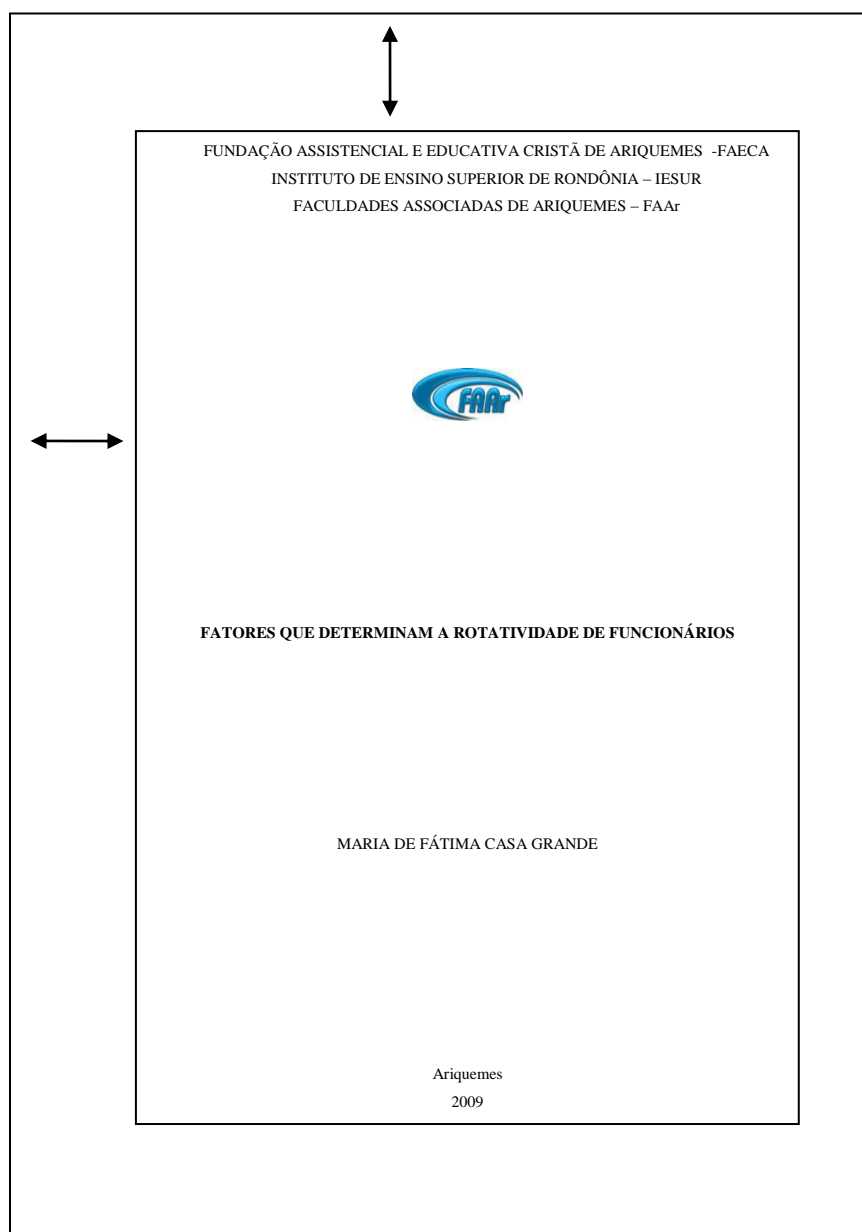 FUNDAÇÃO ASSISTENCIAL E EDUCATIVA CRISTÃ DE ARIQUEMES -FAECA
INSTITUTO DE ENSINO SUPERIOR DE RONDÔNIA – IESUR
FACULDADES ASSOCIADAS DE ARIQUEMES – FAAr
FAAr
FATORES QUE DETERMINAM A ROTATIVIDADE DE FUNCIONÁRIOS
MARIA DE FÁTIMA CASA GRANDE
Ariquemes
2009